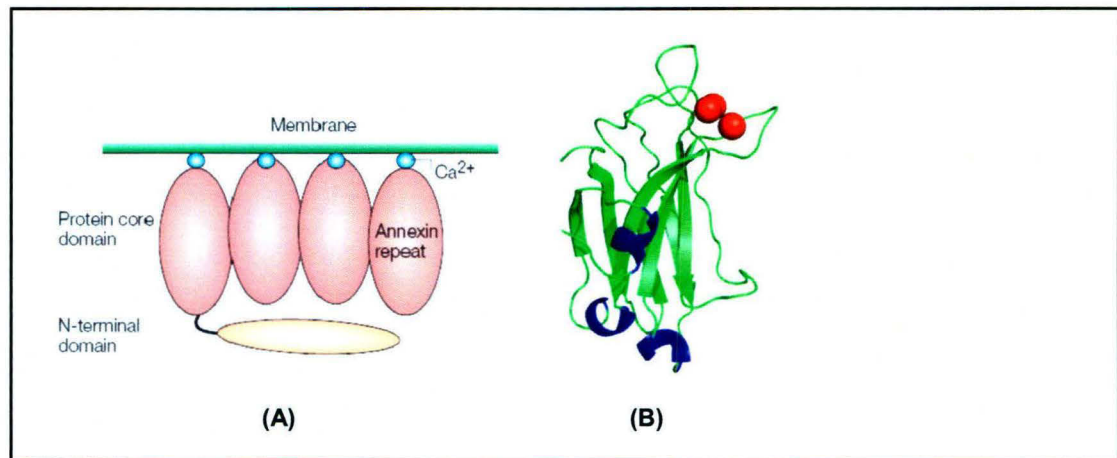 Membrane
Ca2+
Protein core
domain
Annexin
repeat
N-terminal
domain
(A)
(B)